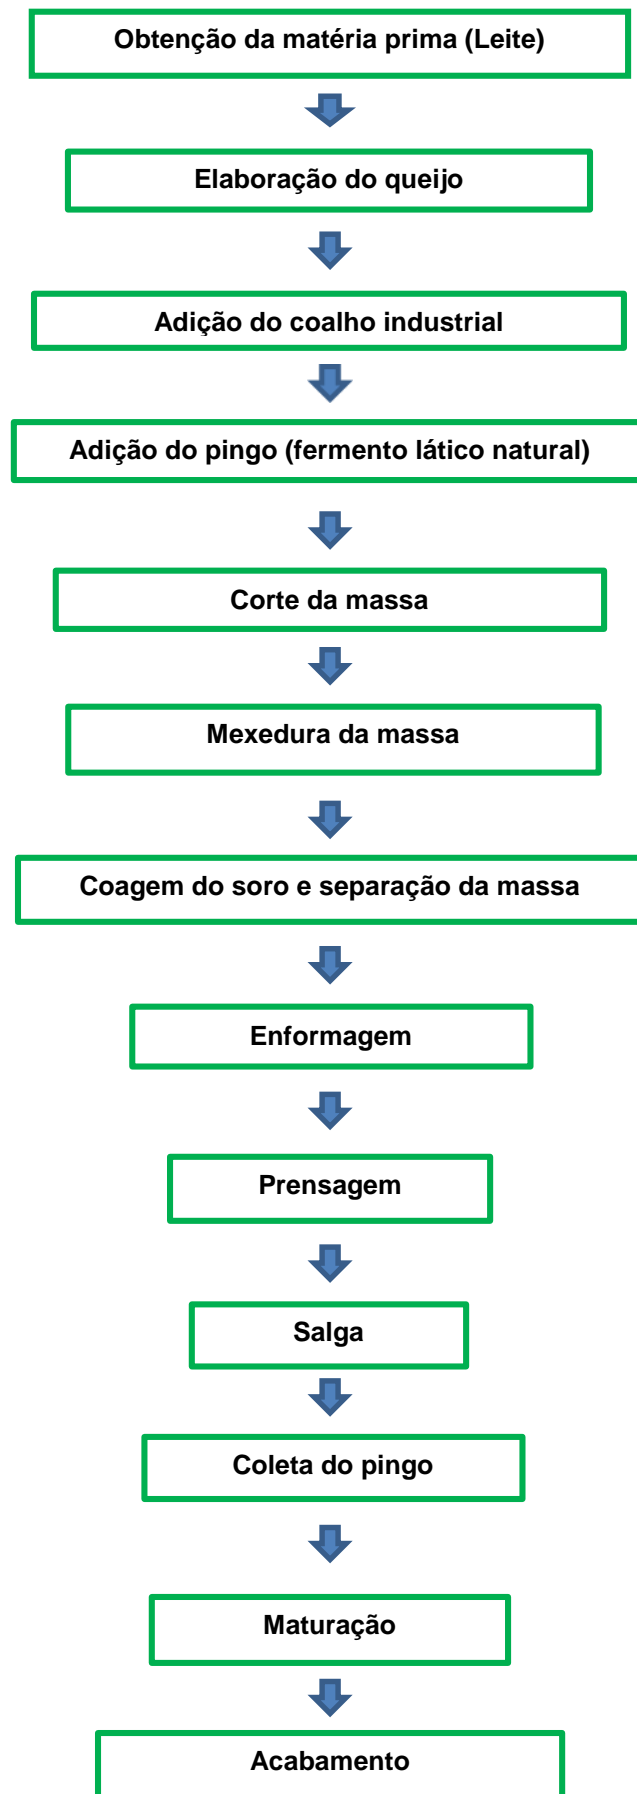 Obtenção da matéria prima (Leite)
Elaboração do queijo
Adição do coalho industrial
Adição do pingo (fermento lático natural)
Corte da massa
Mexedura da massa
Coagem do soro e separação da massa
Enformagem
Prensagem
Salga
Coleta do pingo
Maturação
Acabamento